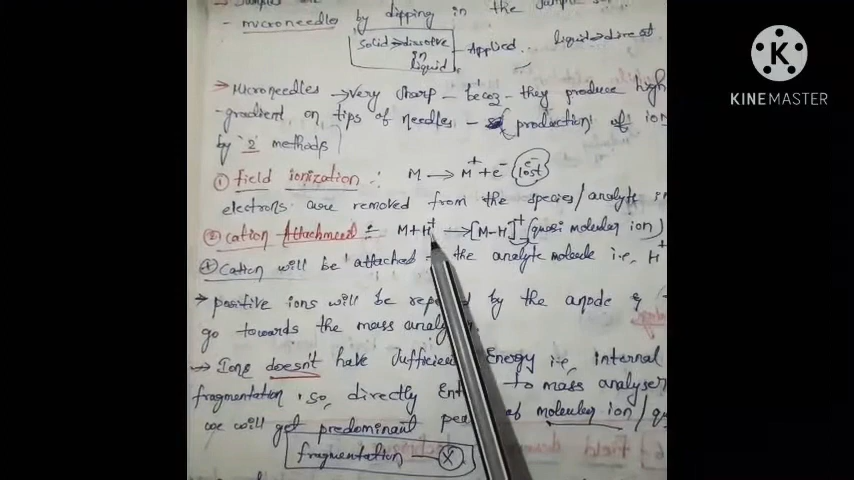 - microneedle by dipping in the sample
solid → dissolve in liquid - Applied. liquid → direct
→ Microneedles → very sharp - becoz - they produce high
gradient on tips of needles - production of ion
by "2" methods
① field ionization :- M → M⁺ + e⁻ e⁻ lost
electrons are removed from the species/analyte
② cation Attachment :- M + H⁺ → [M-H]⁺ (quasi molecular ion)
⊕ cation will be attached the analyte molecule i.e., H⁺
→ positive ions will be by the anode &
go towards the mass
→ Ions doesn't have Energy i.e, internal
fragmentation. so, directly to mass analyser
we will get predominant of molecular ion /
fragmentation - X
KINEMASTER